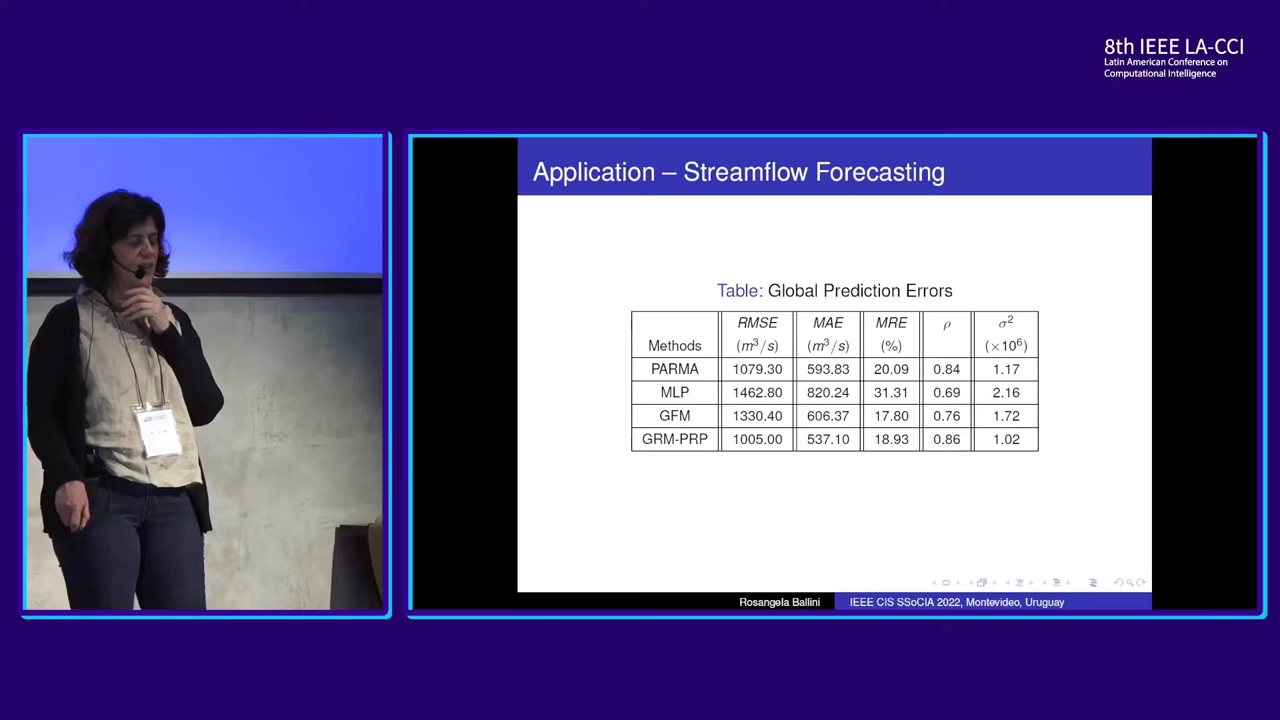 8th IEEE LA-CCI
Latin American Conference on
Computational Intelligence
Application – Streamflow Forecasting
Table: Global Prediction Errors
Methods RMSE (m³/s) MAE (m³/s) MRE (%) ρ σ² (×10⁶)
PARMA 1079.30 593.83 20.09 0.84 1.17
MLP 1462.80 820.24 31.31 0.69 2.16
GFM 1330.40 606.37 17.80 0.76 1.72
GRM-PRP 1005.00 537.10 18.93 0.86 1.02
Rosangela Ballini IEEE CIS SSoCIA 2022, Montevideo, Uruguay